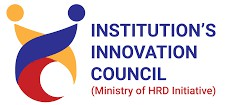 INSTITUTION'S
INNOVATION
COUNCIL
(Ministry of HRD Initiative)